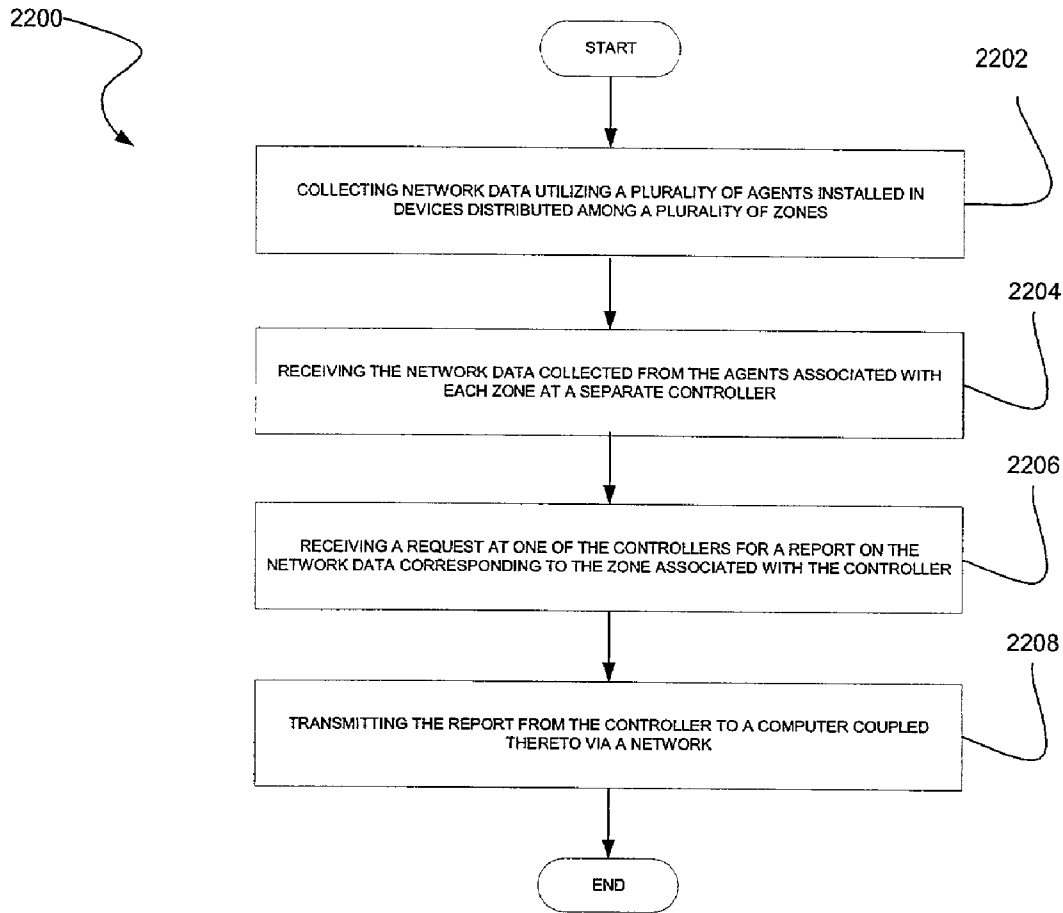 2200
START
2202
COLLECTING NETWORK DATA UTILIZING A PLURALITY OF AGENTS INSTALLED IN
DEVICES DISTRIBUTED AMONG A PLURALITY OF ZONES
2204
RECEIVING THE NETWORK DATA COLLECTED FROM THE AGENTS ASSOCIATED WITH
EACH ZONE AT A SEPARATE CONTROLLER
2206
RECEIVING A REQUEST AT ONE OF THE CONTROLLERS FOR A REPORT ON THE
NETWORK DATA CORRESPONDING TO THE ZONE ASSOCIATED WITH THE CONTROLLER
2208
TRANSMITTING THE REPORT FROM THE CONTROLLER TO A COMPUTER COUPLED
THERETO VIA A NETWORK
END